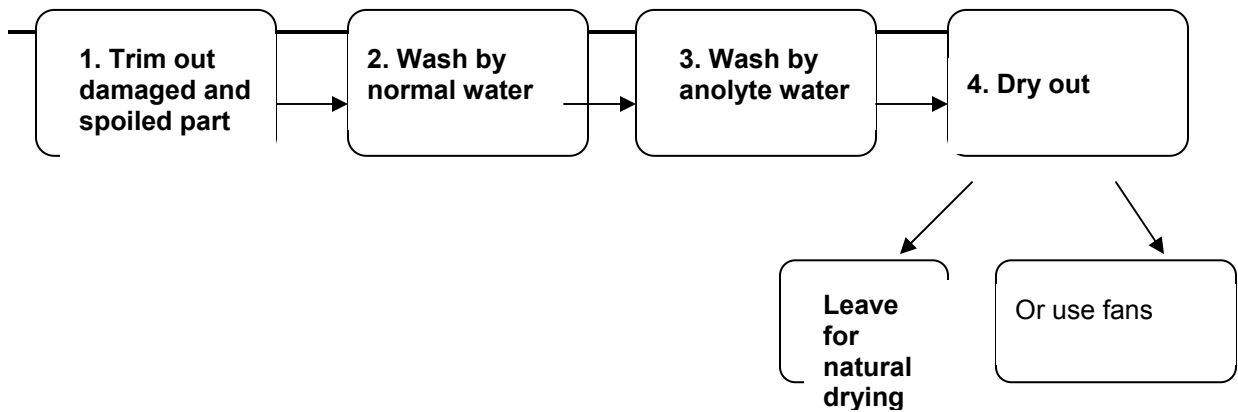 1. Trim out
damaged and
spoiled part
2. Wash by
normal water
3. Wash by
anolyte water
4. Dry out
Leave
for
natural
drying
Or use fans